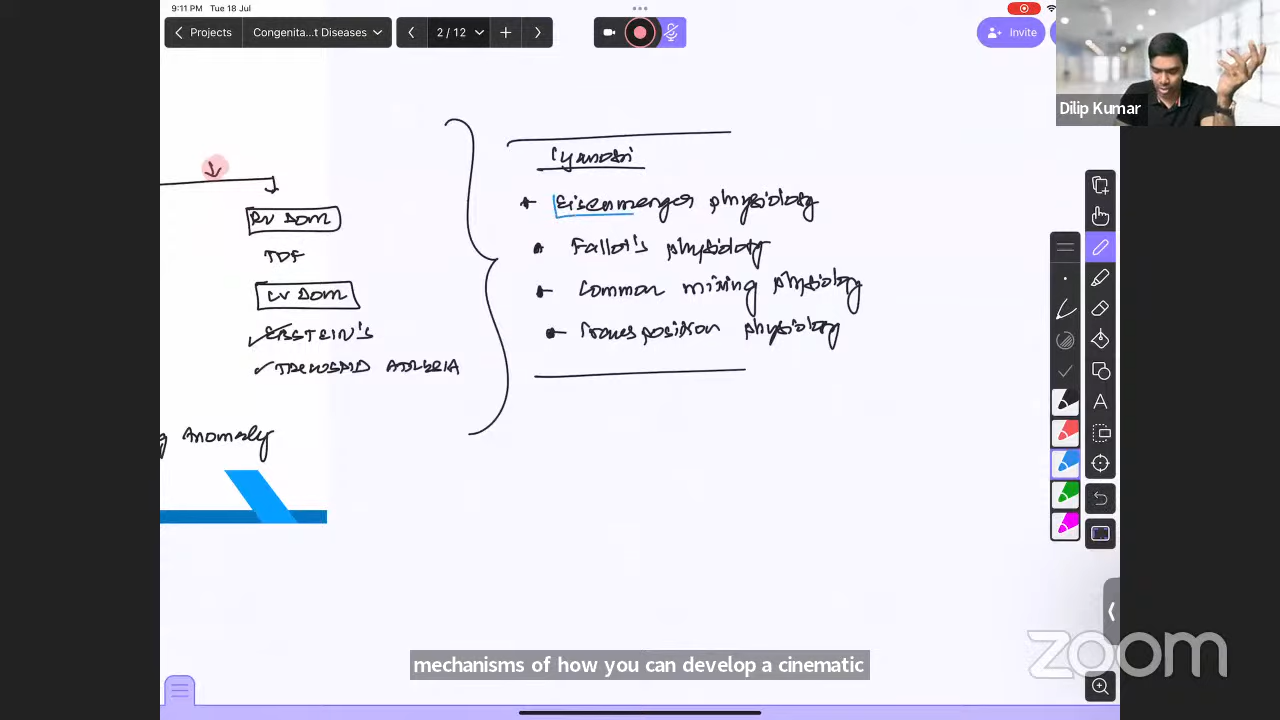 9:11 PM Tue 18 Jul
Projects
Congenita...t Diseases
2 / 12
Invite
Dilip Kumar
Cyanosis
Eisenmenger physiology
RV DOM
Fallot's physiology
TOF
Common mixing physiology
LV DOM
Transposition physiology
EBSTEIN'S
TRICUSPID ATRESIA
Anomaly
A
mechanisms of how you can develop a cinematic
zoom